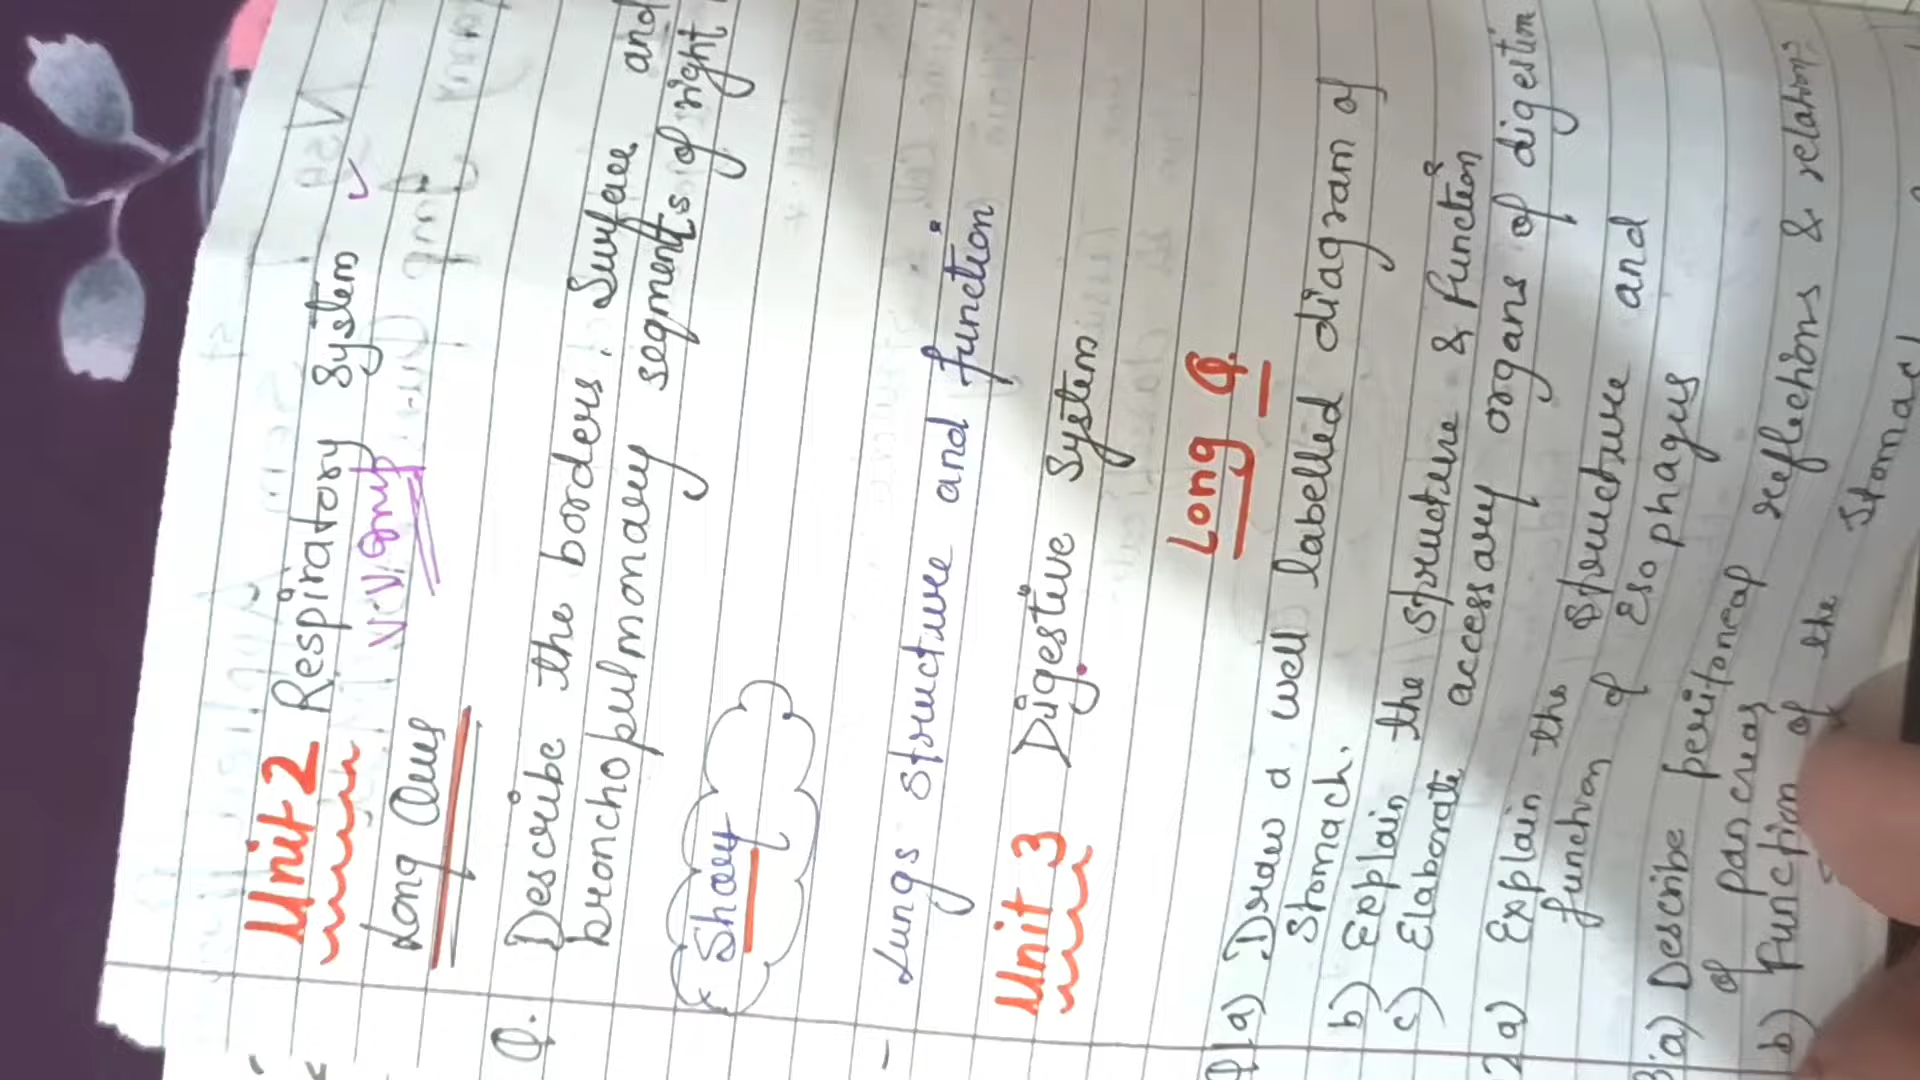 Unit 2 Respiratory System ✓
V.V. Imp
Long Ques
Q. Describe the borders. Surface and
bronchopulmonary segments of right
Short
- Lungs structure and function
Unit 3 Digestive System
Long Q.
Q1 a) Draw a well labelled diagram of
Stomach.
b) Explain the structure & function
c) Elaborate accessary organs of digestion
2 a) Explain the structure and
function of Esophagus
3 a) Describe peritoneal reflections & relations
of pancreas
b) Function of the Stomach